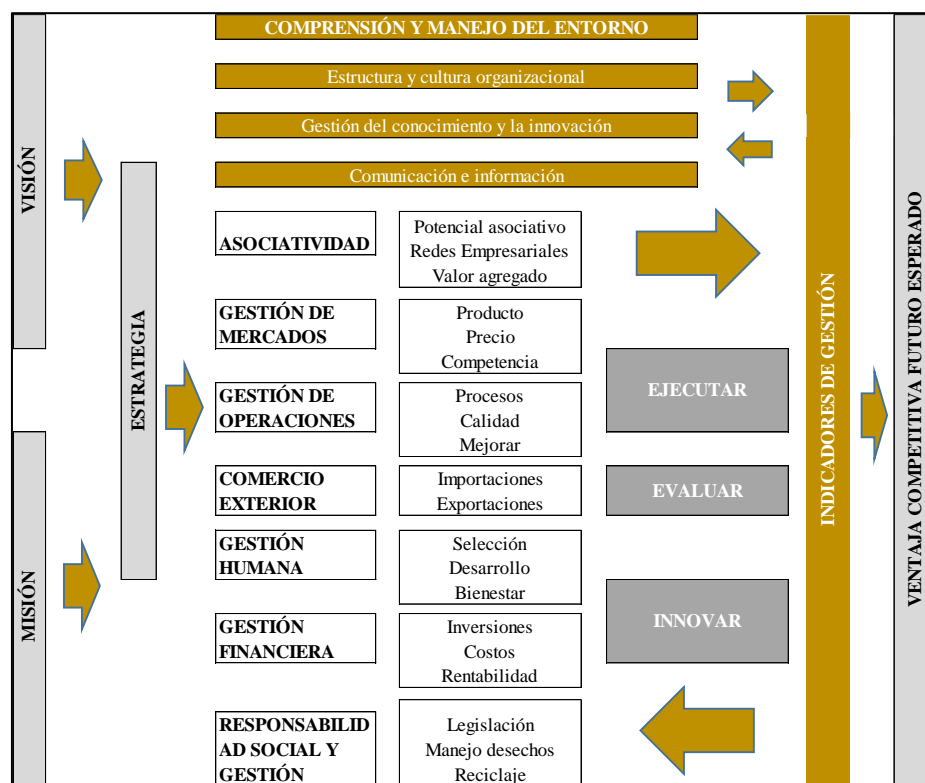 COMPRENSIÓN Y MANEJO DEL ENTORNO
Estructura y cultura organizacional
Gestión del conocimiento y la innovación
Comunicación e información
VISIÓN
MISIÓN
ESTRATEGIA
ASOCIATIVIDAD
Potencial asociativo
Redes Empresariales
Valor agregado
GESTIÓN DE
MERCADOS
Producto
Precio
Competencia
GESTIÓN DE
OPERACIONES
Procesos
Calidad
Mejorar
COMERCIO
EXTERIOR
Importaciones
Exportaciones
GESTIÓN
HUMANA
Selección
Desarrollo
Bienestar
GESTIÓN
FINANCIERA
Inversiones
Costos
Rentabilidad
RESPONSABILID
AD SOCIAL Y
GESTIÓN
Legislación
Manejo desechos
Reciclaje
EJECUTAR
EVALUAR
INNOVAR
INDICADORES DE GESTIÓN
VENTAJA COMPETITIVA FUTURO ESPERADO